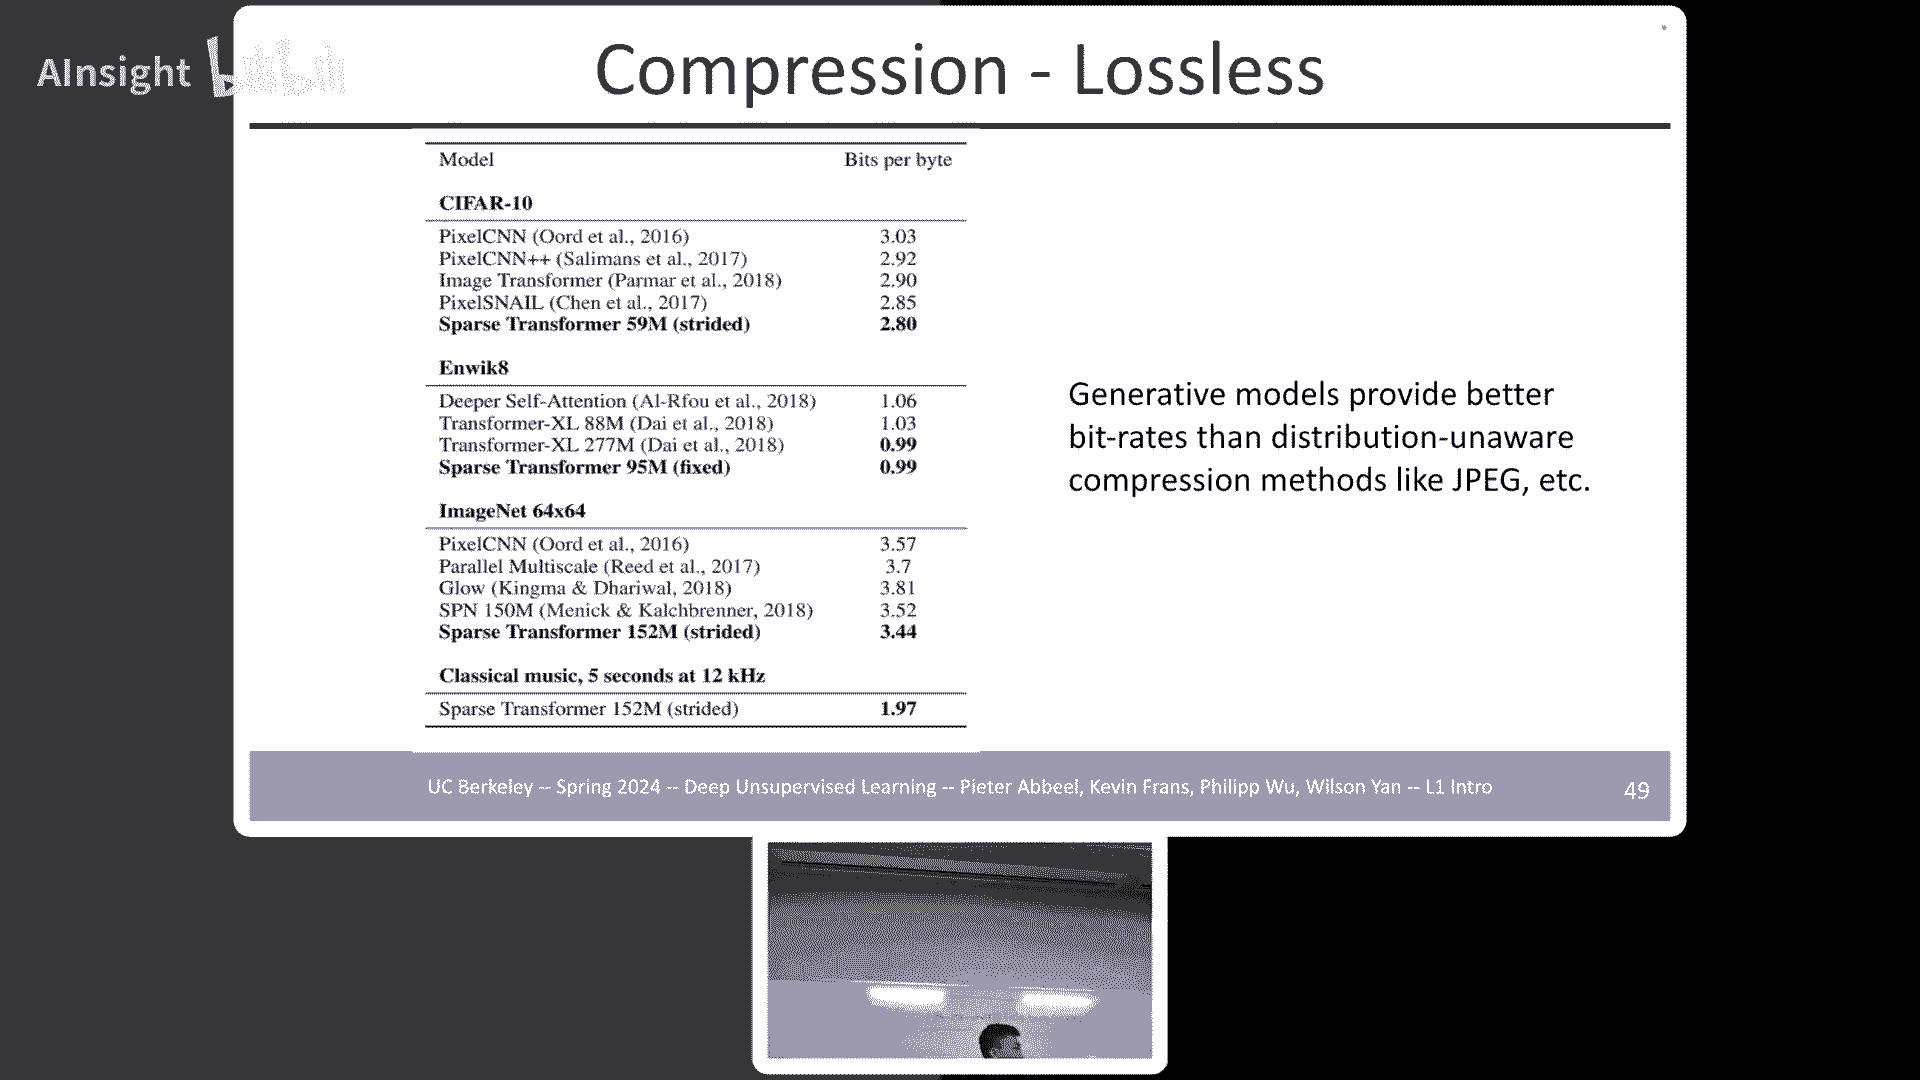 AInsight
Compression - Lossless
Model Bits per byte
CIFAR-10
PixelCNN (Oord et al., 2016) 3.03
PixelCNN++ (Salimans et al., 2017) 2.92
Image Transformer (Parmar et al., 2018) 2.90
PixelSNAIL (Chen et al., 2017) 2.85
Sparse Transformer 59M (strided) 2.80
Enwik8
Deeper Self-Attention (Al-Rfou et al., 2018) 1.06
Transformer-XL 88M (Dai et al., 2018) 1.03
Transformer-XL 277M (Dai et al., 2018) 0.99
Sparse Transformer 95M (fixed) 0.99
ImageNet 64x64
PixelCNN (Oord et al., 2016) 3.57
Parallel Multiscale (Reed et al., 2017) 3.7
Glow (Kingma & Dhariwal, 2018) 3.81
SPN 150M (Menick & Kalchbrenner, 2018) 3.52
Sparse Transformer 152M (strided) 3.44
Classical music, 5 seconds at 12 kHz
Sparse Transformer 152M (strided) 1.97
Generative models provide better
bit-rates than distribution-unaware
compression methods like JPEG, etc.
UC Berkeley -- Spring 2024 -- Deep Unsupervised Learning -- Pieter Abbeel, Kevin Frans, Philipp Wu, Wilson Yan -- L1 Intro
49